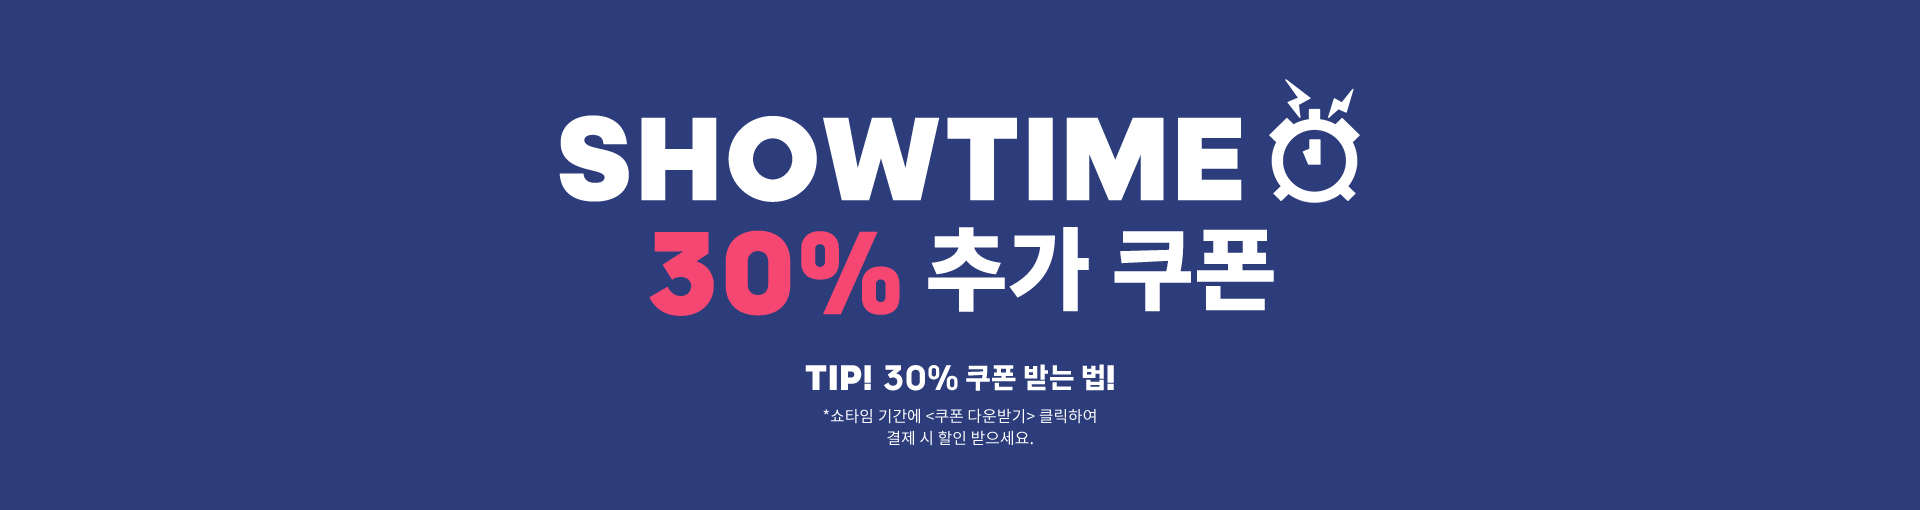 SHOWTIME
30% 추가 쿠폰
TIP! 30% 쿠폰 받는 법!
*쇼타임 기간에 <쿠폰 다운받기> 클릭하여
결제 시 할인 받으세요.